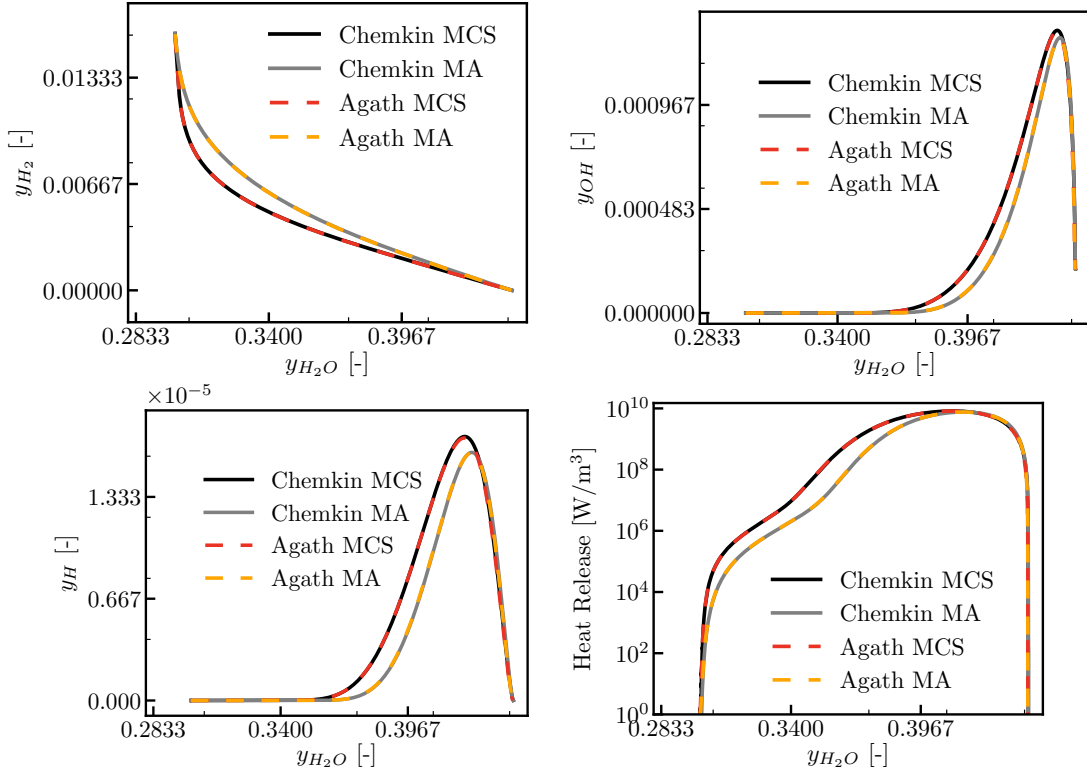 Chemkin MCS
Chemkin MA
Agath MCS
Agath MA
0.01333
0.00667
0.00000
y_{H_2} [-]
0.2833 0.3400 0.3967
y_{H_2O} [-]
Chemkin MCS
Chemkin MA
Agath MCS
Agath MA
0.000967
0.000483
0.000000
y_{OH} [-]
0.2833 0.3400 0.3967
y_{H_2O} [-]
×10^{-5}
Chemkin MCS
Chemkin MA
Agath MCS
Agath MA
1.333
0.667
0.000
y_H [-]
0.2833 0.3400 0.3967
y_{H_2O} [-]
10^{10}
10^8
10^6
10^4
10^2
10^0
Heat Release [W/m^3]
Chemkin MCS
Chemkin MA
Agath MCS
Agath MA
0.2833 0.3400 0.3967
y_{H_2O} [-]